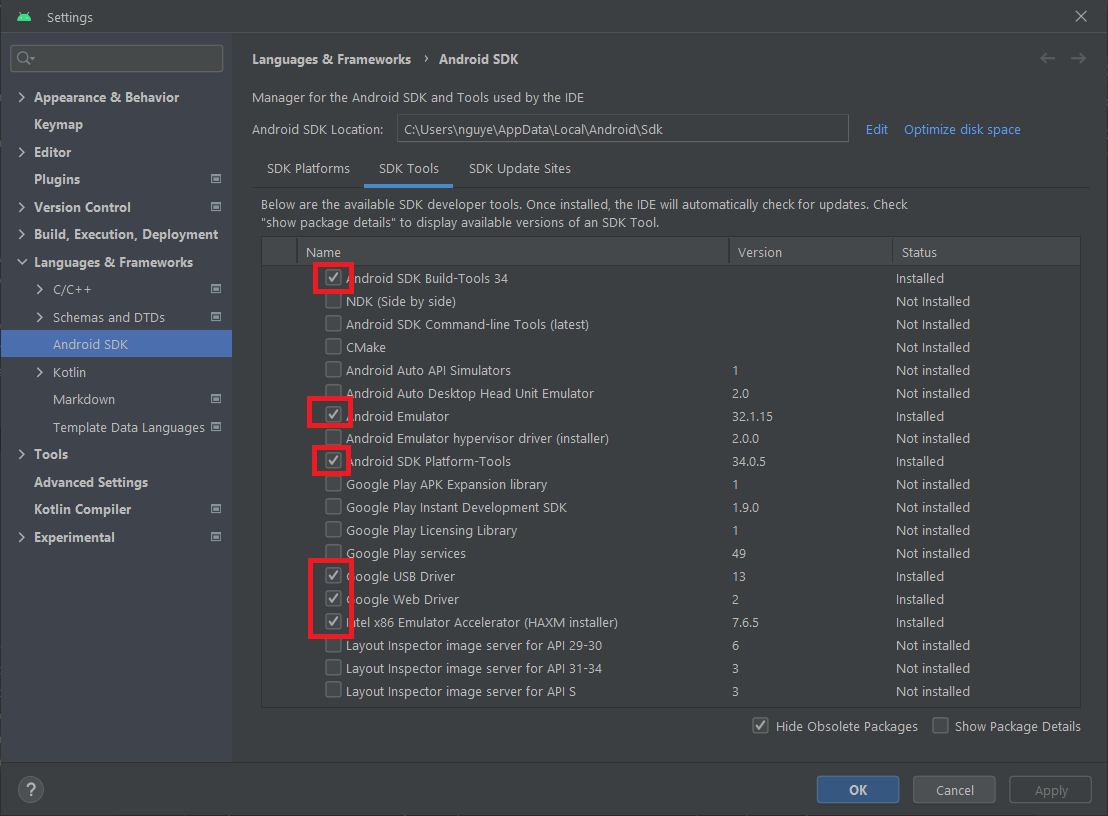 Settings
Languages & Frameworks › Android SDK
Appearance & Behavior
Keymap
Editor
Plugins
Version Control
Build, Execution, Deployment
Languages & Frameworks
C/C++
Schemas and DTDs
Android SDK
Kotlin
Markdown
Template Data Languages
Tools
Advanced Settings
Kotlin Compiler
Experimental
Manager for the Android SDK and Tools used by the IDE
Android SDK Location: C:\Users\nguye\AppData\Local\Android\Sdk Edit Optimize disk space
SDK Platforms SDK Tools SDK Update Sites
Below are the available SDK developer tools. Once installed, the IDE will automatically check for updates. Check
"show package details" to display available versions of an SDK Tool.
Name Version Status
Android SDK Build-Tools 34 Installed
NDK (Side by side) Not Installed
Android SDK Command-line Tools (latest) Not Installed
CMake Not Installed
Android Auto API Simulators 1 Not installed
Android Auto Desktop Head Unit Emulator 2.0 Not installed
Android Emulator 32.1.15 Installed
Android Emulator hypervisor driver (installer) 2.0.0 Not installed
Android SDK Platform-Tools 34.0.5 Installed
Google Play APK Expansion library 1 Not installed
Google Play Instant Development SDK 1.9.0 Not installed
Google Play Licensing Library 1 Not installed
Google Play services 49 Not installed
Google USB Driver 13 Installed
Google Web Driver 2 Installed
Intel x86 Emulator Accelerator (HAXM installer) 7.6.5 Installed
Layout Inspector image server for API 29-30 6 Not installed
Layout Inspector image server for API 31-34 3 Not installed
Layout Inspector image server for API S 3 Not installed
Hide Obsolete Packages Show Package Details
? OK Cancel Apply